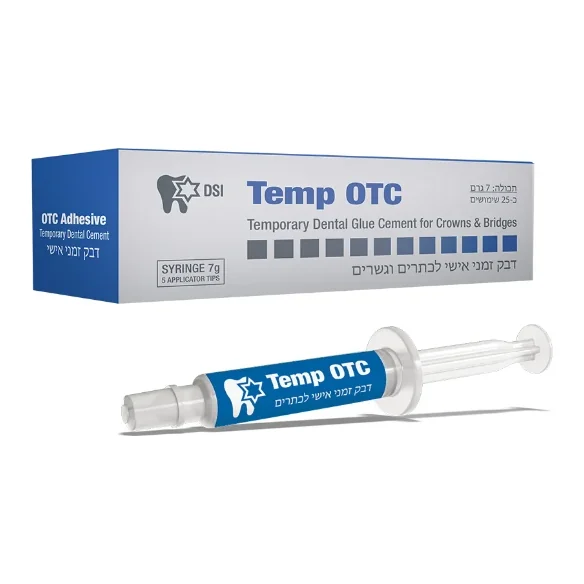 OTC Adhesive
Temporary Dental Cement
דבק זמני אישי
DSI
Temp OTC
תכולה: 7 גרם
כ-25 שימושים
Temporary Dental Glue Cement for Crowns & Bridges
SYRINGE 7g
5 APPLICATOR TIPS
דבק זמני אישי לכתרים וגשרים
Temp OTC
דבק זמני אישי לכתרים